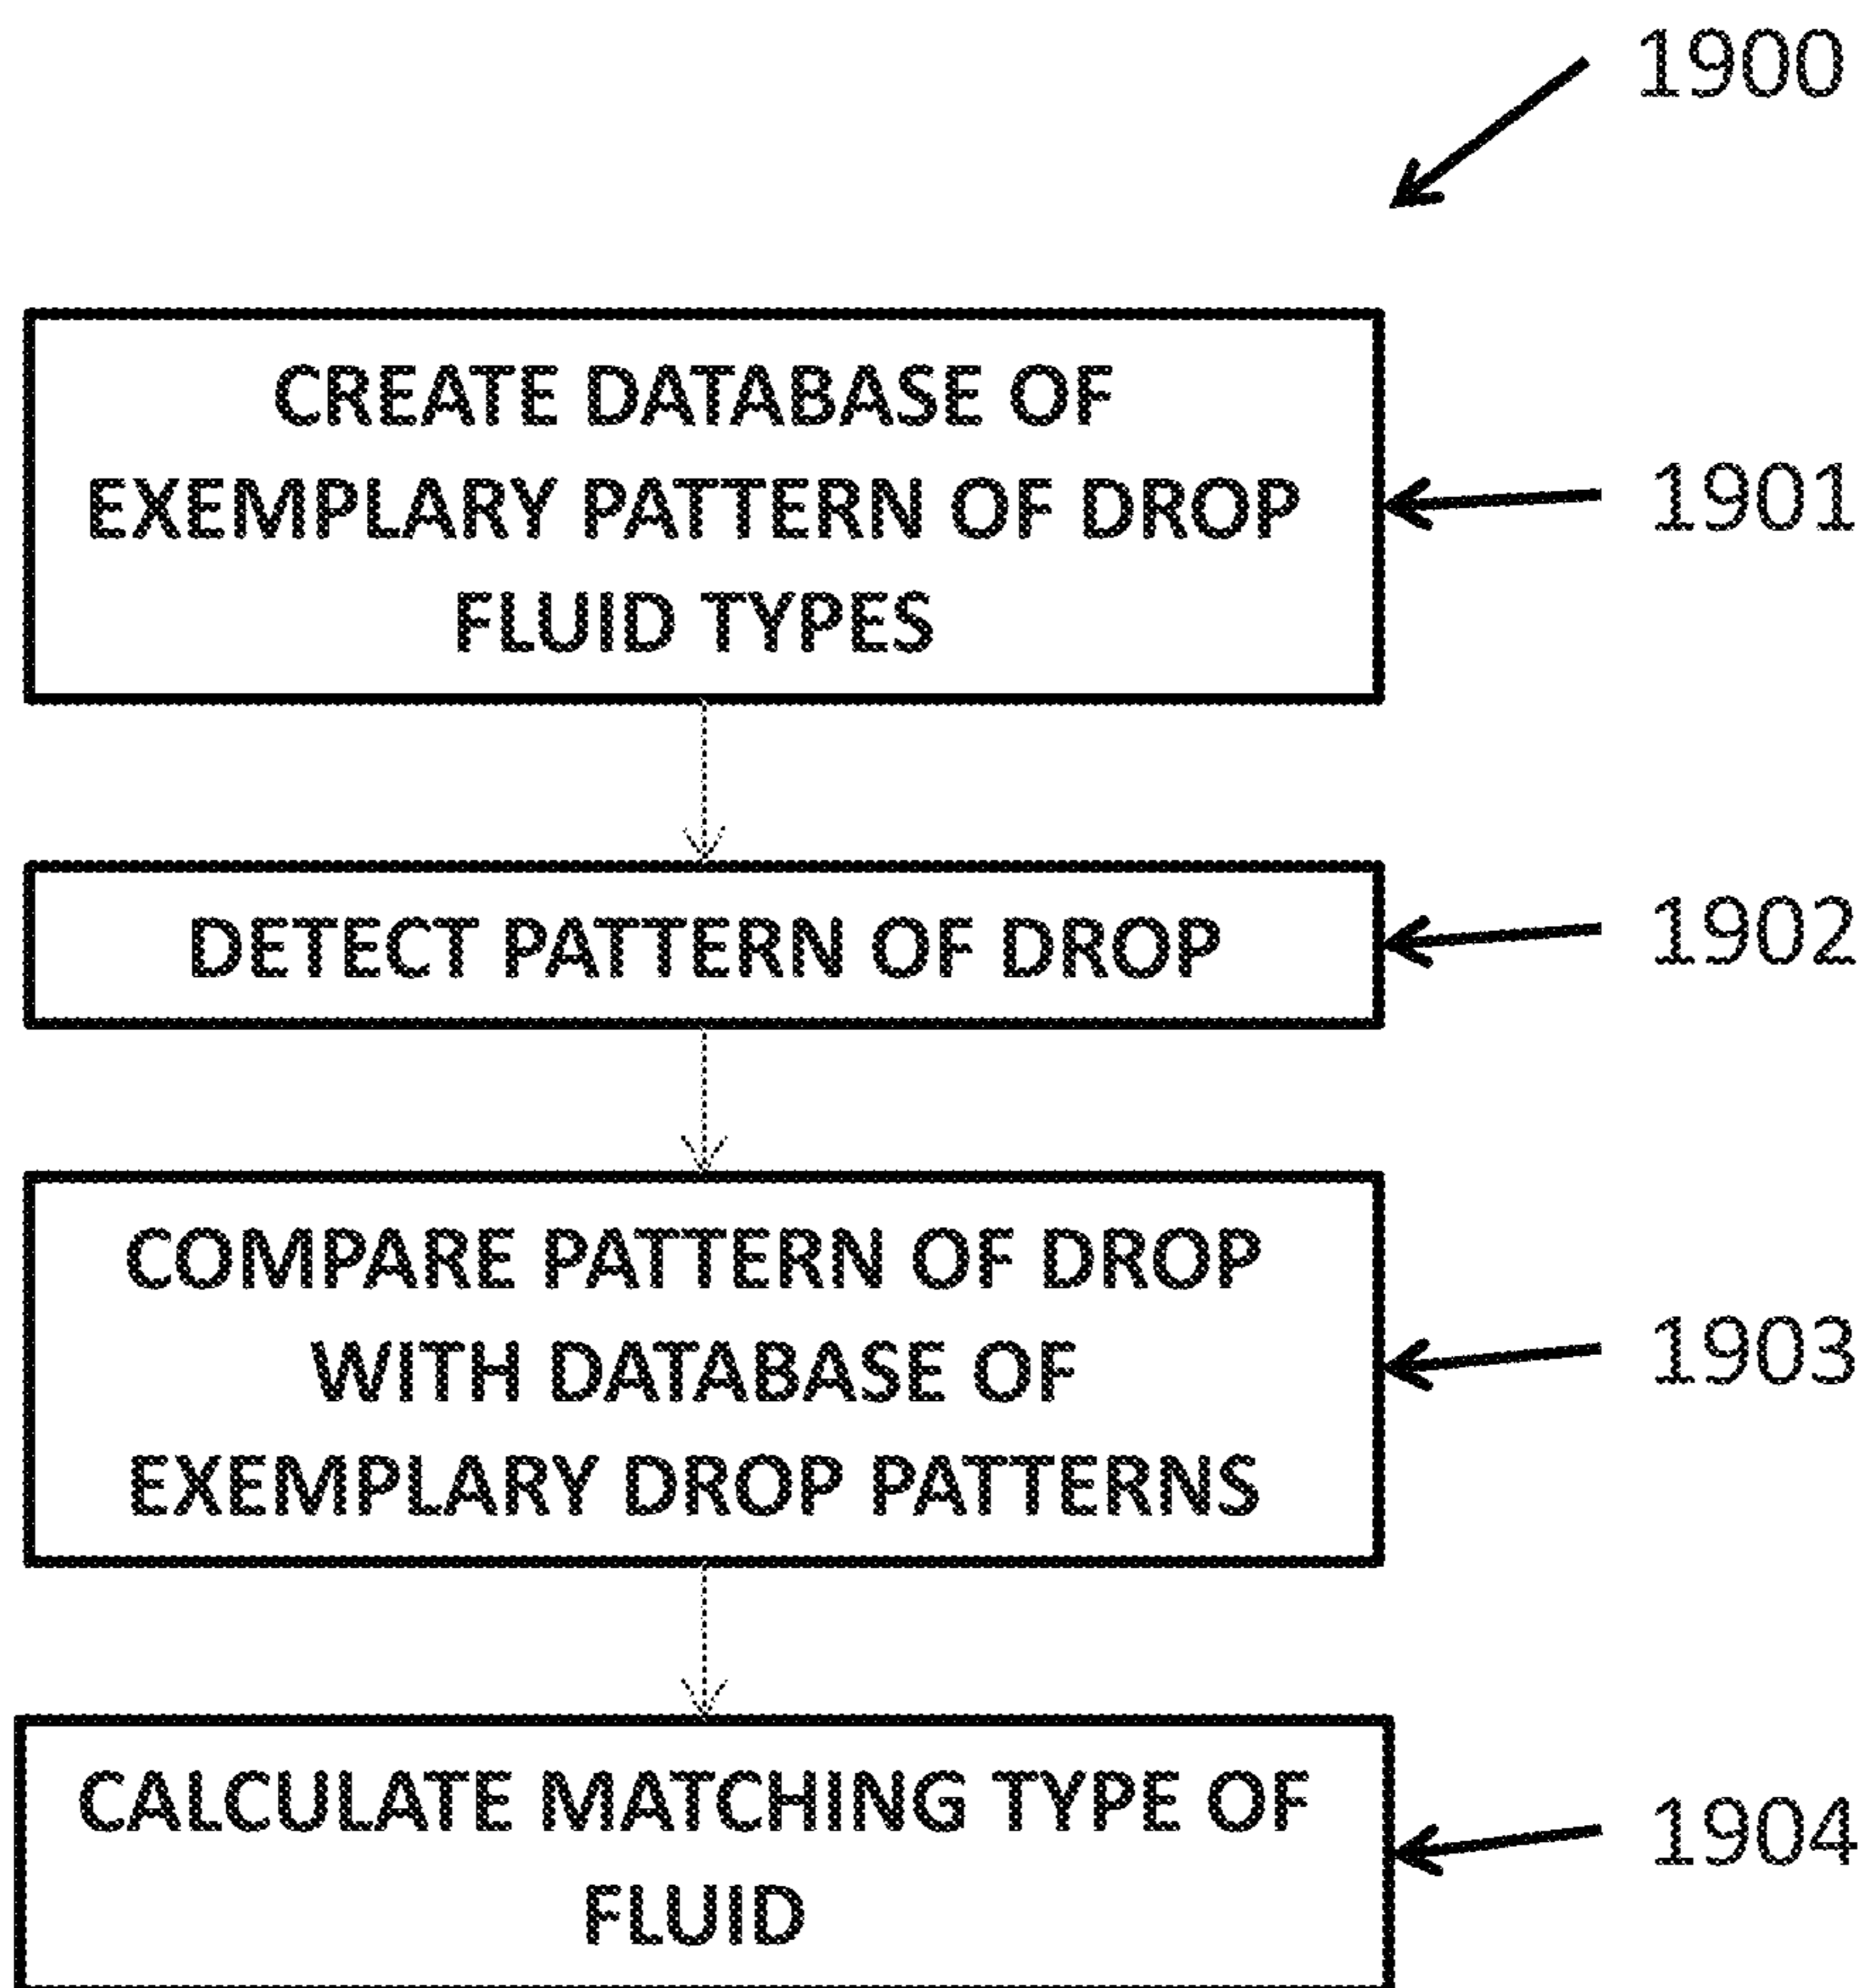 1900
CREATE DATABASE OF
EXEMPLARY PATTERN OF DROP
FLUID TYPES
1901
DETECT PATTERN OF DROP
1902
COMPARE PATTERN OF DROP
WITH DATABASE OF
EXEMPLARY DROP PATTERNS
1903
CALCULATE MATCHING TYPE OF
FLUID
1904